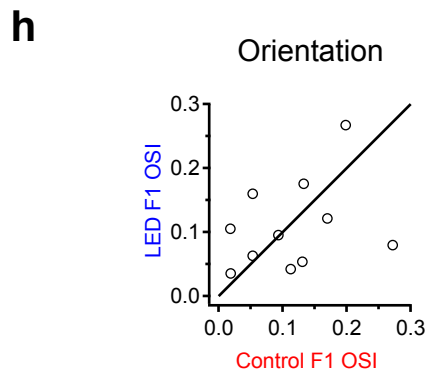 h
Orientation
0.3
0.2
0.1
0.0
LED F1 OSI
0.0 0.1 0.2 0.3
Control F1 OSI